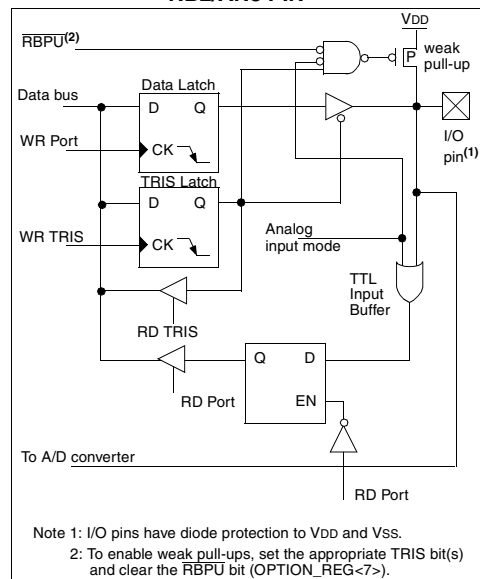 VDD
RBPU(2)
P
weak
pull-up
Data Latch
Data bus
D
Q
I/O
pin(1)
WR Port
CK
TRIS Latch
D
Q
Analog
input mode
WR TRIS
CK
TTL
Input
Buffer
RD TRIS
Q
D
RD Port
EN
To A/D converter
RD Port
Note 1: I/O pins have diode protection to VDD and VSS.
2: To enable weak pull-ups, set the appropriate TRIS bit(s)
and clear the RBPU bit (OPTION_REG<7>).